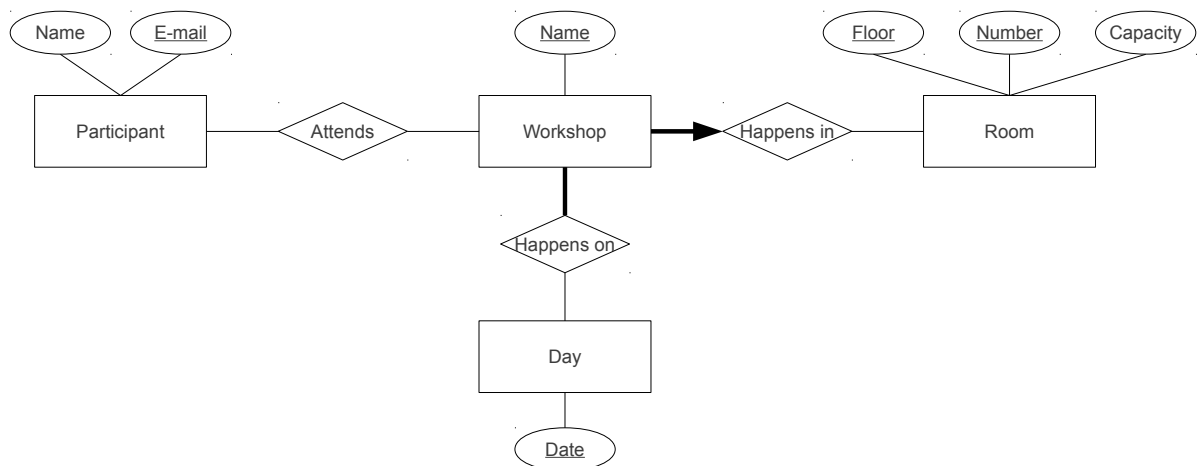 Name
E-mail
Name
Floor
Number
Capacity
Participant
Attends
Workshop
Happens in
Room
Happens on
Day
Date